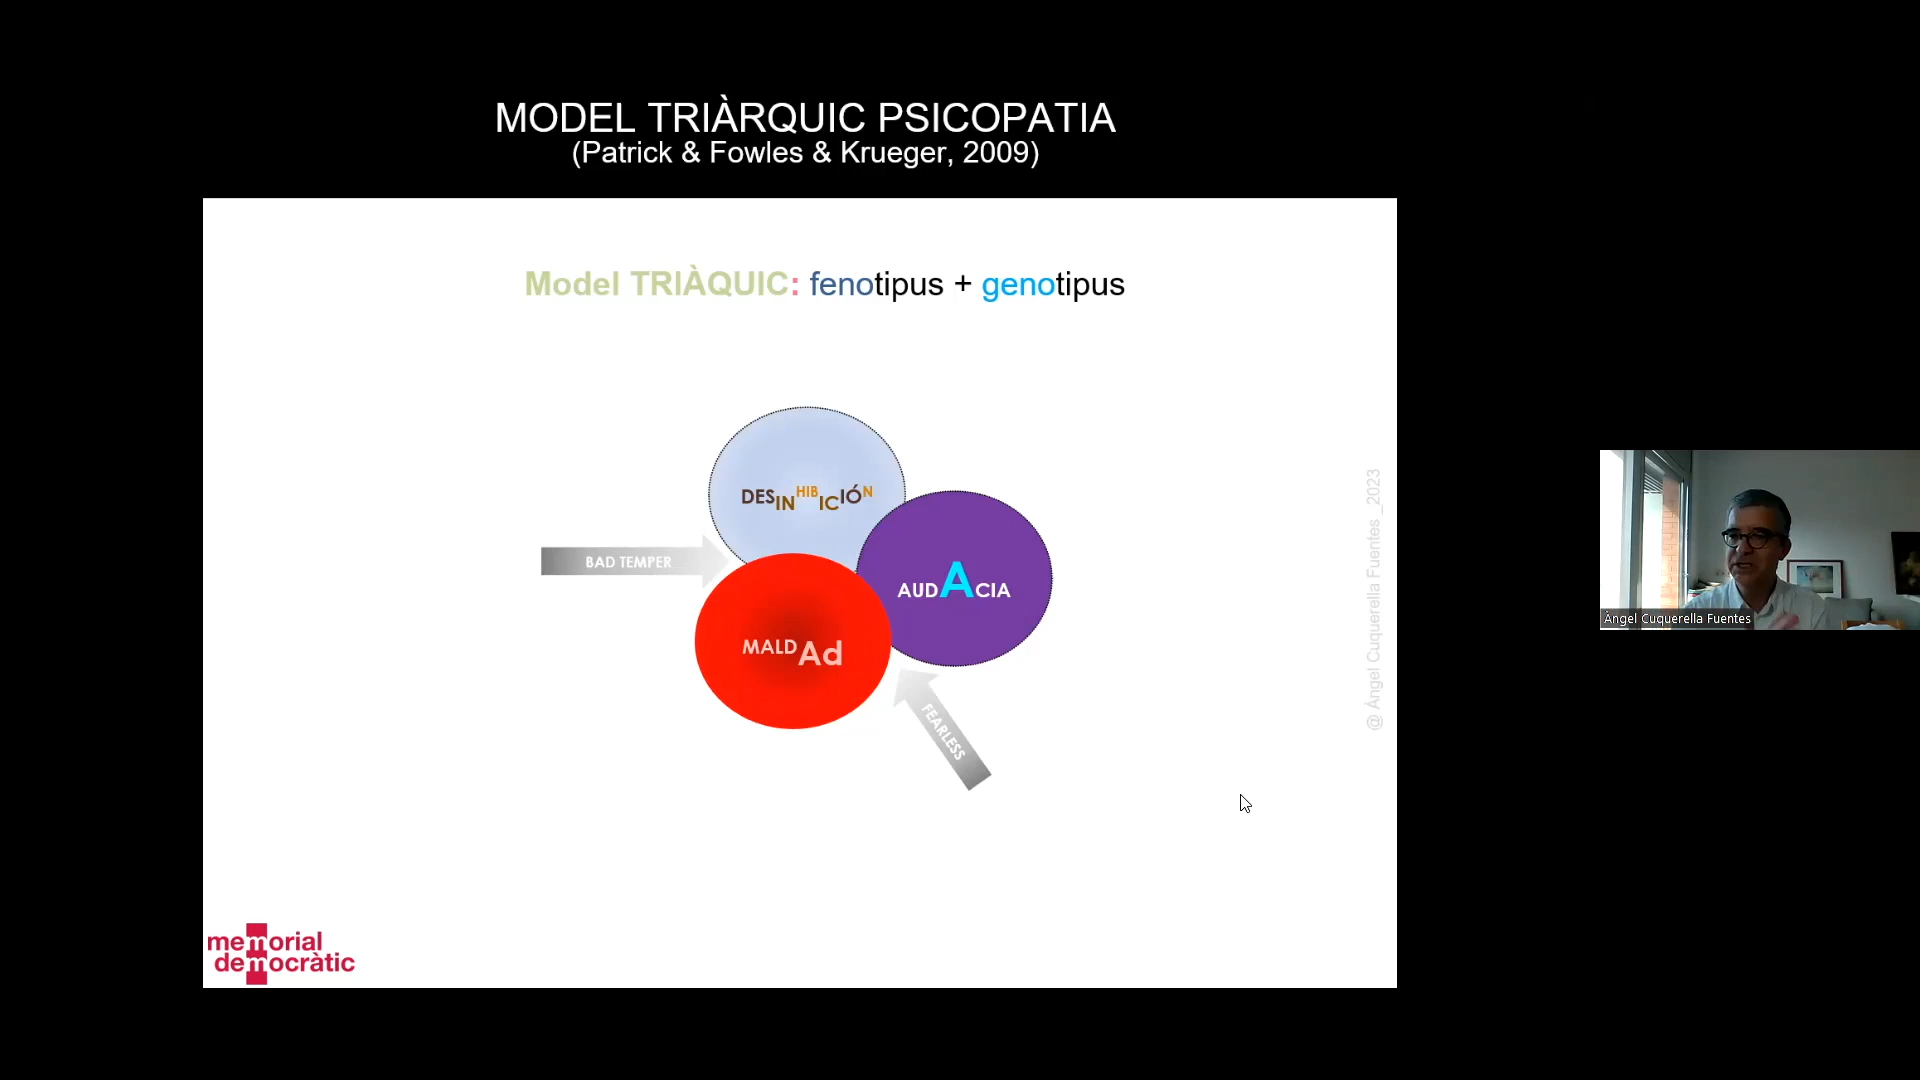 MODEL TRIÀRQUIC PSICOPATIA
(Patrick & Fowles & Krueger, 2009)
Model TRIÀQUIC: fenotipus + genotipus
DESINHIBICIÓN
BAD TEMPER
AUDACIA
MALDAd
FEARLESS
@ Àngel Cuquerella Fuentes _2023
Àngel Cuquerella Fuentes
memorial
democràtic